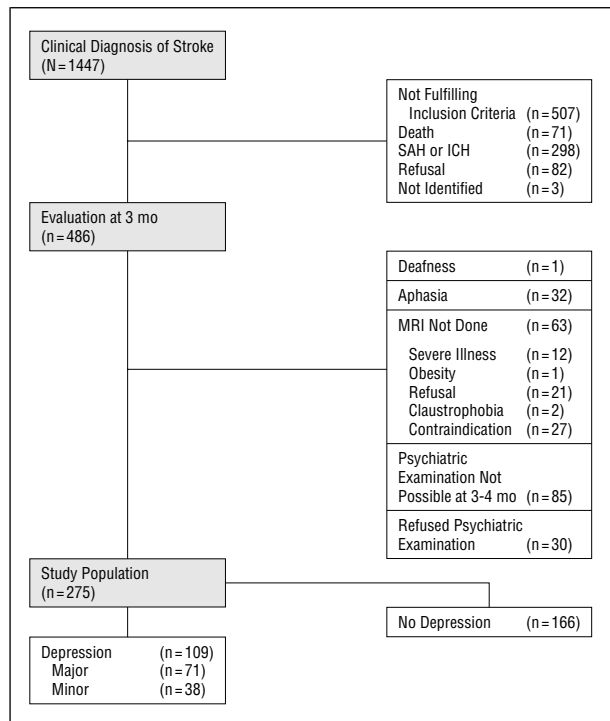 Clinical Diagnosis of Stroke
(N=1447)
Not Fulfilling
Inclusion Criteria (n=507)
Death (n=71)
SAH or ICH (n=298)
Refusal (n=82)
Not Identified (n=3)
Evaluation at 3 mo
(n=486)
Deafness (n=1)
Aphasia (n=32)
MRI Not Done (n=63)
Severe Illness (n=12)
Obesity (n=1)
Refusal (n=21)
Claustrophobia (n=2)
Contraindication (n=27)
Psychiatric
Examination Not
Possible at 3-4 mo (n=85)
Refused Psychiatric
Examination (n=30)
Study Population
(n=275)
No Depression (n=166)
Depression (n=109)
Major (n=71)
Minor (n=38)